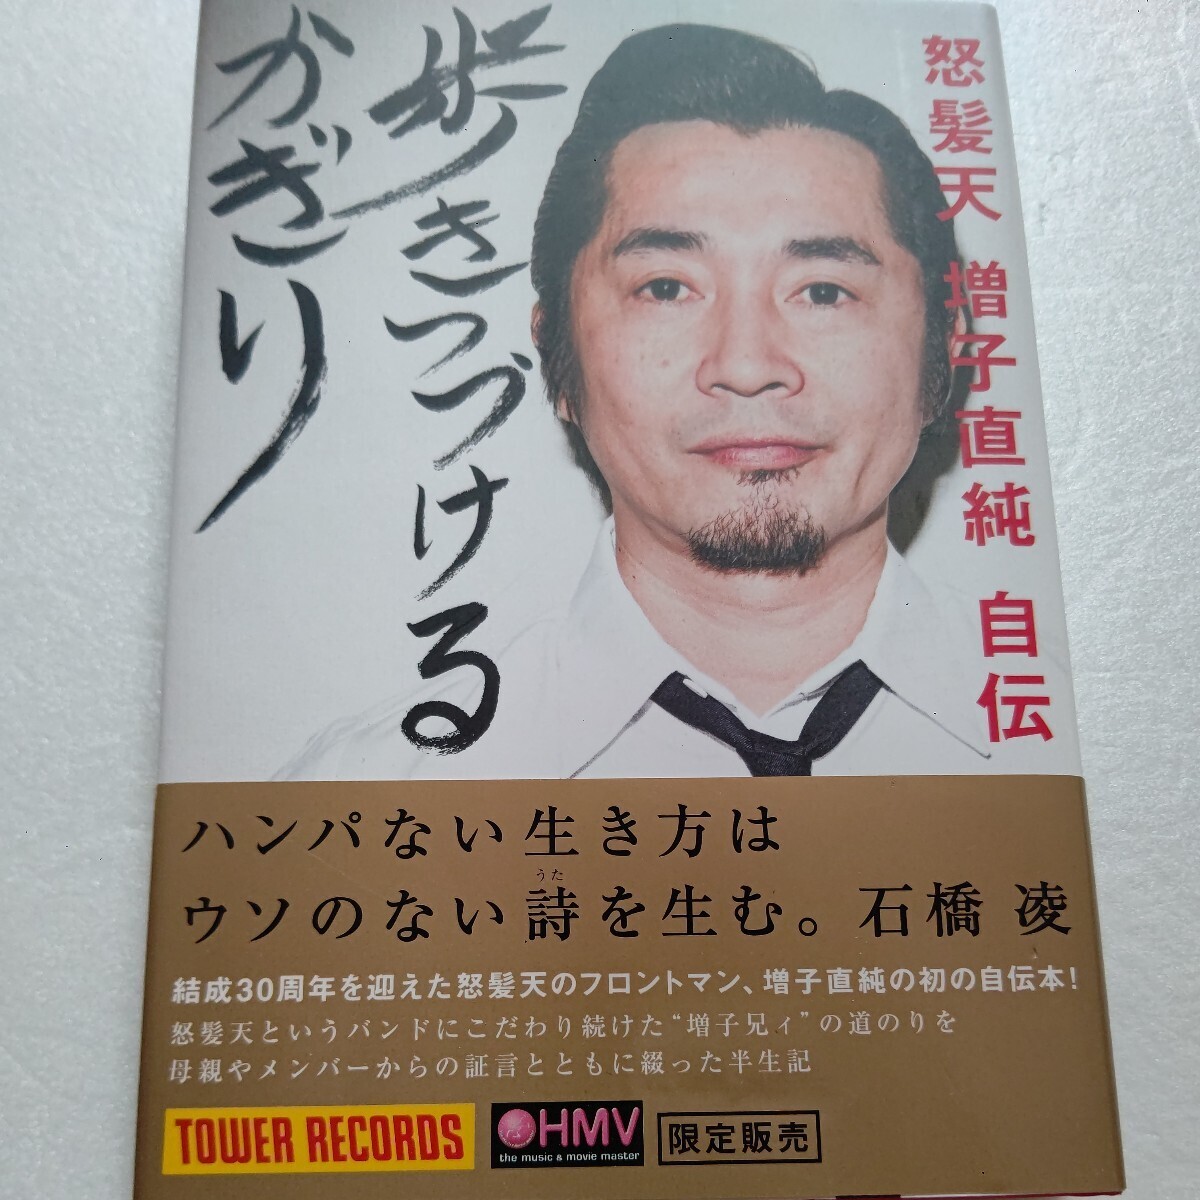 怒髪天 増子直純 自伝
歩きつづける
かぎり
ハンパない生き方は
うた
ウソのない詩を生む。石橋 凌
結成30周年を迎えた怒髪天のフロントマン、増子直純の初の自伝本!
怒髪天というバンドにこだわり続けた“増子兄ィ”の道のりを
母親やメンバーからの証言とともに綴った半生記
TOWER RECORDS
HMV
the music & movie master
限定販売